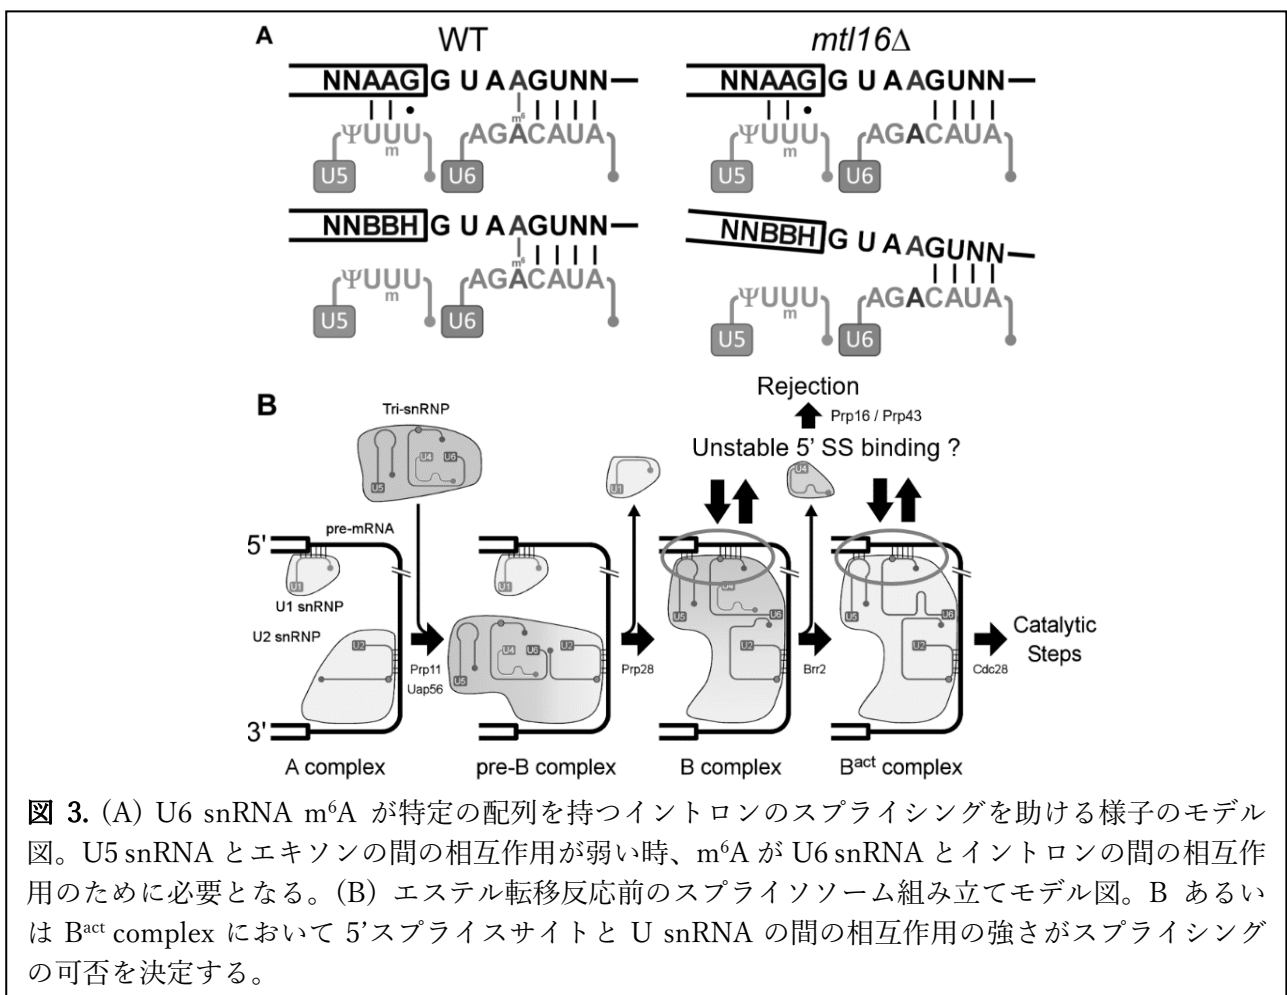 A
WT
mtl16Δ
NNAAG GUAAGUNN
m⁶
ΨUUU
m
AGACAUA
U5
U6
NNAAG GUAAGUNN
ΨUUU
m
AGACAUA
U5
U6
NNBBH GUAAGUNN
m⁶
ΨUUU
m
AGACAUA
U5
U6
NNBBH GUAAGUNN
ΨUUU
m
AGACAUA
U5
U6
B
Rejection
Prp16 / Prp43
Unstable 5' SS binding ?
Tri-snRNP
U4
U6
U5
U1
U4
pre-mRNA
5'
U1
U1 snRNP
U2 snRNP
U2
3'
Prp11
Uap56
U1
U4
U6
U2
U5
Prp28
U5
U6
U2
Brr2
U5
U6
U2
Cdc28
Catalytic
Steps
A complex
pre-B complex
B complex
Bact complex
図 3. (A) U6 snRNA m⁶A が特定の配列を持つイントロンのスプライシングを助ける様子のモデル
図。U5 snRNA とエキソンの間の相互作用が弱い時、m⁶A が U6 snRNA とイントロンの間の相互作
用のために必要となる。(B) エステル転移反応前のスプライソソーム組み立てモデル図。B あるい
は Bact complex において 5'スプライスサイトと U snRNA の間の相互作用の強さがスプライシング
の可否を決定する。